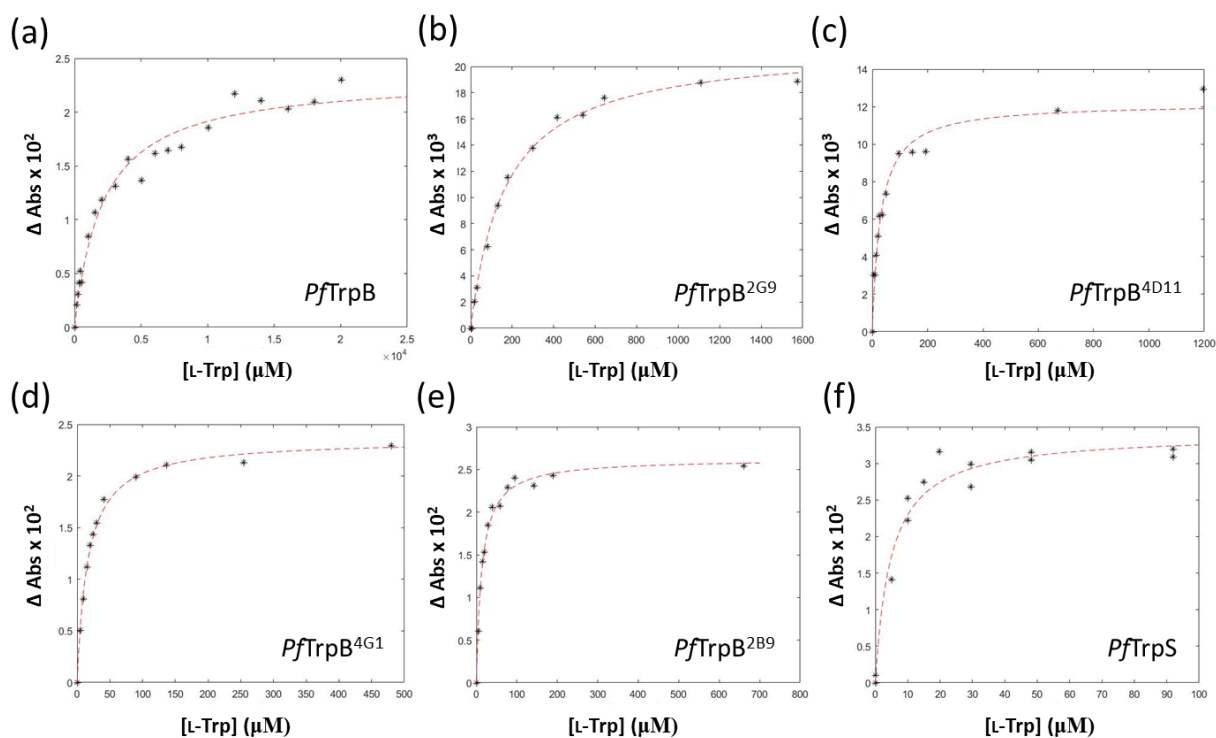 (a)
2.5
2
1.5
1
0.5
0
0 0.5 1 1.5 2 2.5
× 10⁴
Δ Abs x 10²
[L-Trp] (μM)
PfTrpB
(b)
20
18
16
14
12
10
8
6
4
2
0
0 200 400 600 800 1000 1200 1400 1600
Δ Abs x 10³
[L-Trp] (μM)
PfTrpB²ᴳ⁹
(c)
14
12
10
8
6
4
2
0
0 200 400 600 800 1000 1200
Δ Abs x 10³
[L-Trp] (μM)
PfTrpB⁴ᴰ¹¹
(d)
2.5
2
1.5
1
0.5
0
0 50 100 150 200 250 300 350 400 450 500
Δ Abs x 10²
[L-Trp] (μM)
PfTrpB⁴ᴳ¹
(e)
3
2.5
2
1.5
1
0.5
0
0 100 200 300 400 500 600 700 800
Δ Abs x 10²
[L-Trp] (μM)
PfTrpB²ᴮ⁹
(f)
3.5
3
2.5
2
1.5
1
0.5
0
0 10 20 30 40 50 60 70 80 90 100
Δ Abs x 10²
[L-Trp] (μM)
PfTrpS